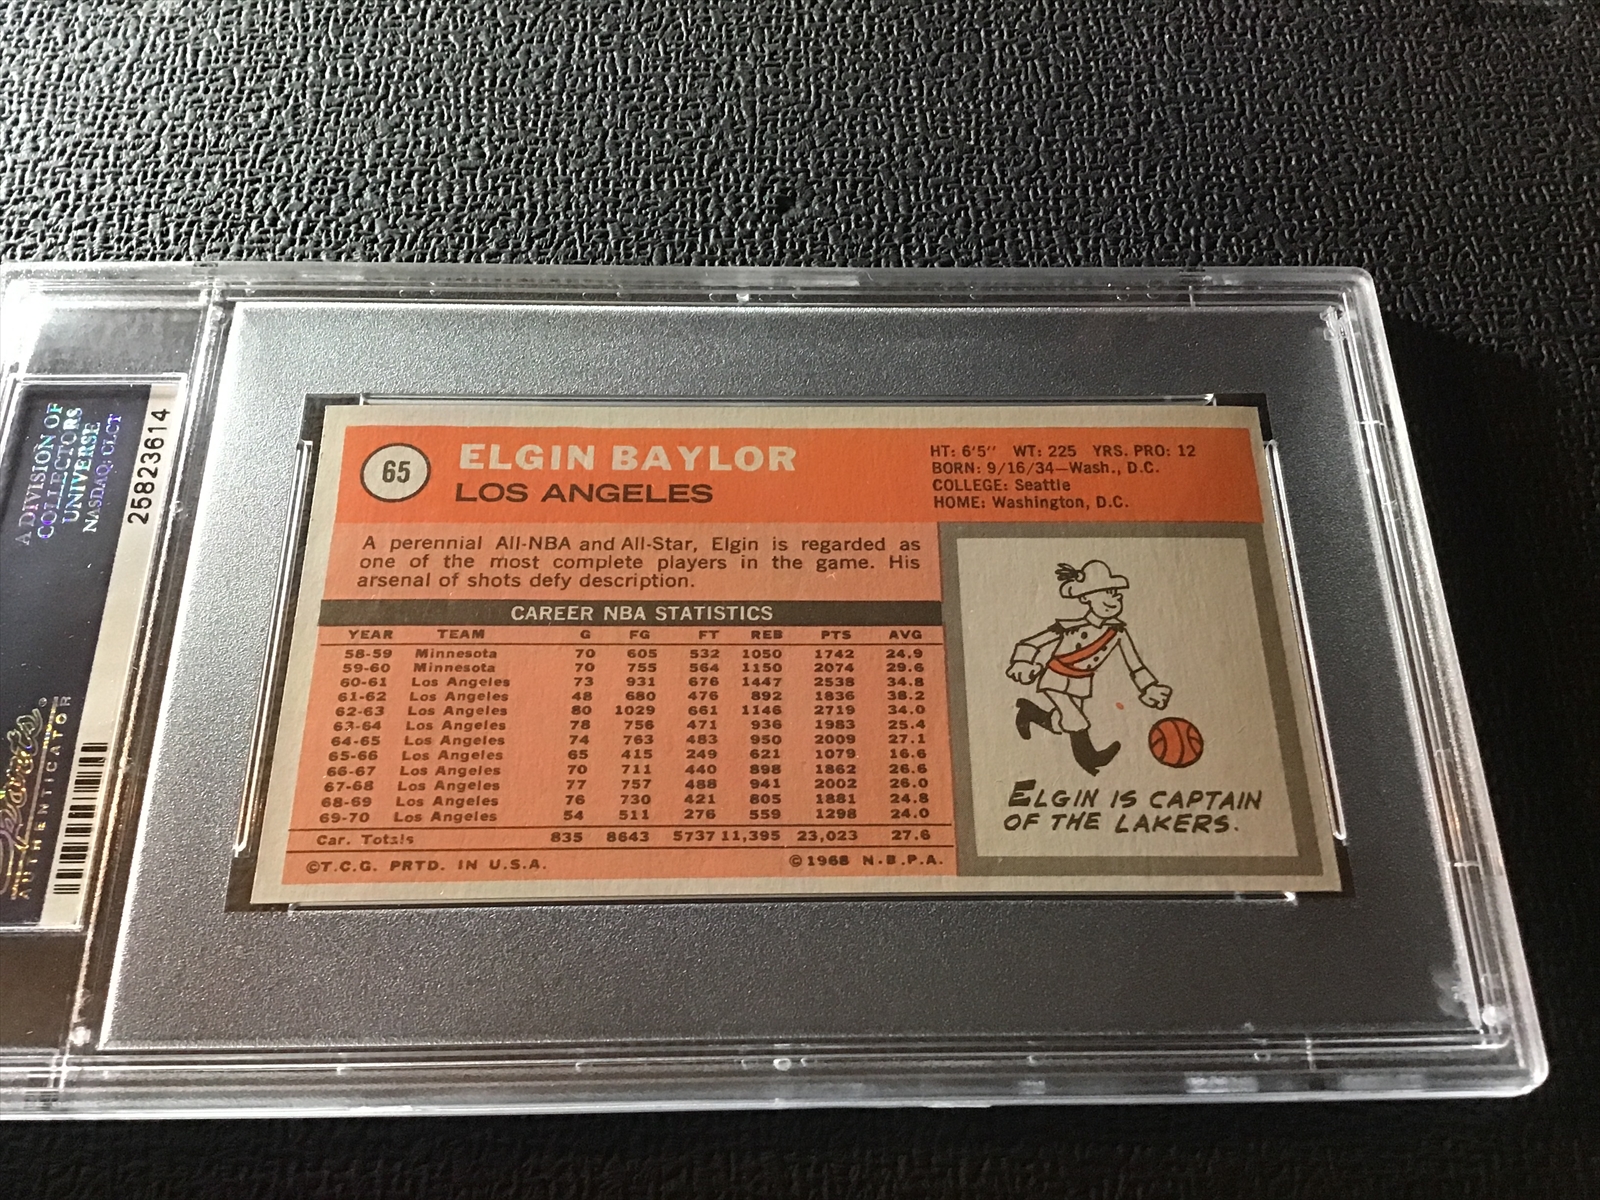 A DIVISION OF
COLLECTORS
UNIVERSE
NASDAQ: CLCT
25823614
Sports
AUTHENTICATOR
65
ELGIN BAYLOR
LOS ANGELES
HT: 6'5" WT: 225 YRS. PRO: 12
BORN: 9/16/34—Wash., D.C.
COLLEGE: Seattle
HOME: Washington, D.C.
A perennial All-NBA and All-Star, Elgin is regarded as
one of the most complete players in the game. His
arsenal of shots defy description.
CAREER NBA STATISTICS
YEAR TEAM G FG FT REB PTS AVG
58-59 Minnesota 70 605 532 1050 1742 24.9
59-60 Minnesota 70 755 564 1150 2074 29.6
60-61 Los Angeles 73 931 676 1447 2538 34.8
61-62 Los Angeles 48 680 476 892 1836 38.2
62-63 Los Angeles 80 1029 661 1146 2719 34.0
63-64 Los Angeles 78 756 471 936 1983 25.4
64-65 Los Angeles 74 763 483 950 2009 27.1
65-66 Los Angeles 65 415 249 621 1079 16.6
66-67 Los Angeles 70 711 440 898 1862 26.6
67-68 Los Angeles 77 757 488 941 2002 26.0
68-69 Los Angeles 76 730 421 805 1881 24.8
69-70 Los Angeles 54 511 276 559 1298 24.0
Car. Totals 835 8643 5737 11,395 23,023 27.6
©T.C.G. PRTD. IN U.S.A. ©1968 N.B.P.A.
ELGIN IS CAPTAIN
OF THE LAKERS.